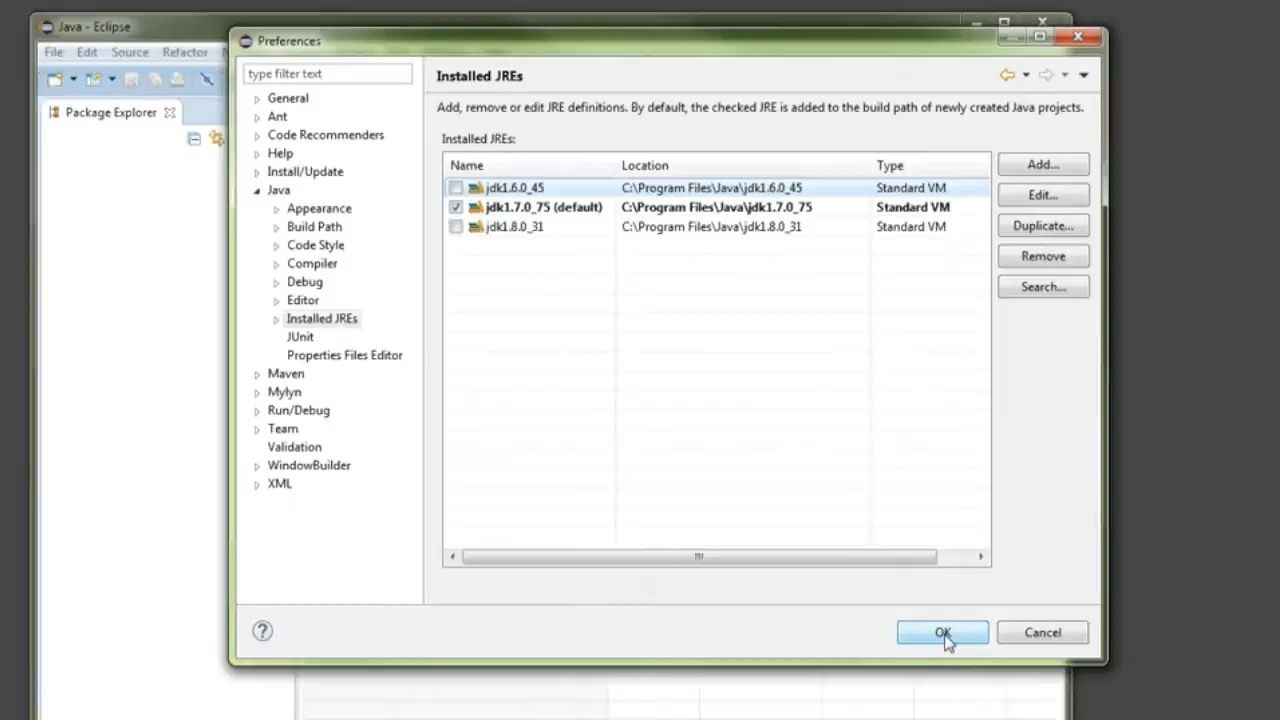 Java - Eclipse
File Edit Source Refactor
Package Explorer
Preferences
type filter text
General
Ant
Code Recommenders
Help
Install/Update
Java
Appearance
Build Path
Code Style
Compiler
Debug
Editor
Installed JREs
JUnit
Properties Files Editor
Maven
Mylyn
Run/Debug
Team
Validation
WindowBuilder
XML
Installed JREs
Add, remove or edit JRE definitions. By default, the checked JRE is added to the build path of newly created Java projects.
Installed JREs:
Name Location Type
jdk1.6.0_45 C:\Program Files\Java\jdk1.6.0_45 Standard VM
jdk1.7.0_75 (default) C:\Program Files\Java\jdk1.7.0_75 Standard VM
jdk1.8.0_31 C:\Program Files\Java\jdk1.8.0_31 Standard VM
Add...
Edit...
Duplicate...
Remove
Search...
OK Cancel